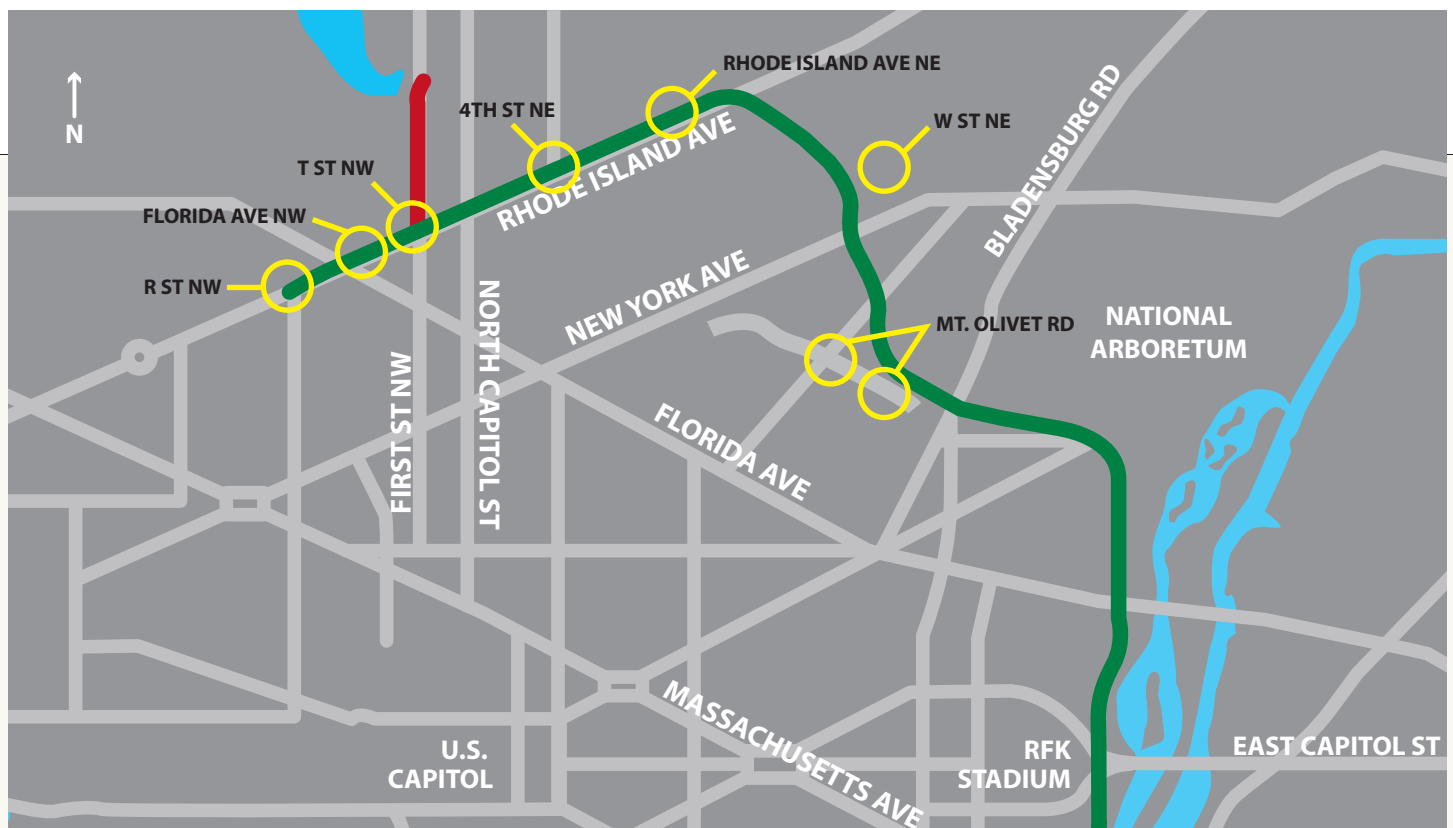 RHODE ISLAND AVE NE
BLADENSBURG RD
4TH ST NE
W ST NE
N
RHODE ISLAND AVE
T ST NW
FLORIDA AVE NW
R ST NW
NEW YORK AVE
NORTH CAPITOL ST
FIRST ST NW
MT. OLIVET RD
NATIONAL
ARBORETUM
FLORIDA AVE
MASSACHUSETTS AVE
U.S.
CAPITOL
RFK
STADIUM
EAST CAPITOL ST